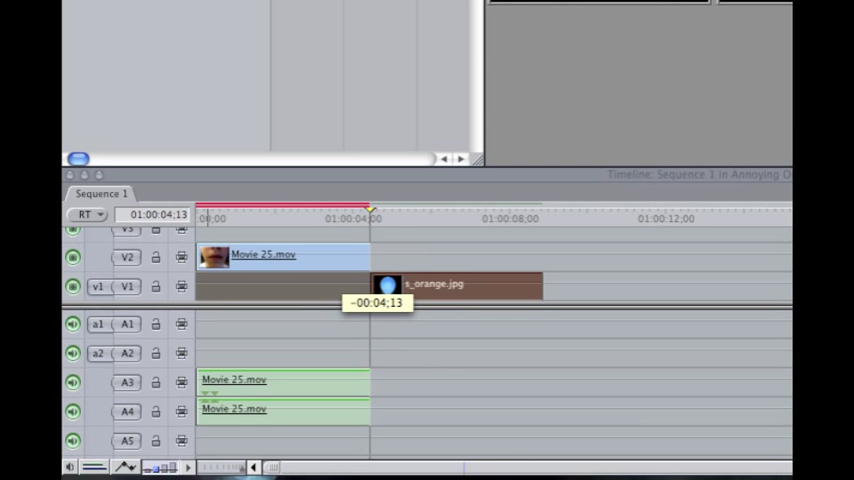 Timeline: Sequence 1 in Annoying O
Sequence 1
RT
01:00:04;13
00;00
01:00:04;00
01:00:08;00
01:00:12;00
V3
V2
Movie 25.mov
v1 V1
s_orange.jpg
-00:04;13
a1 A1
a2 A2
A3
Movie 25.mov
A4
Movie 25.mov
A5